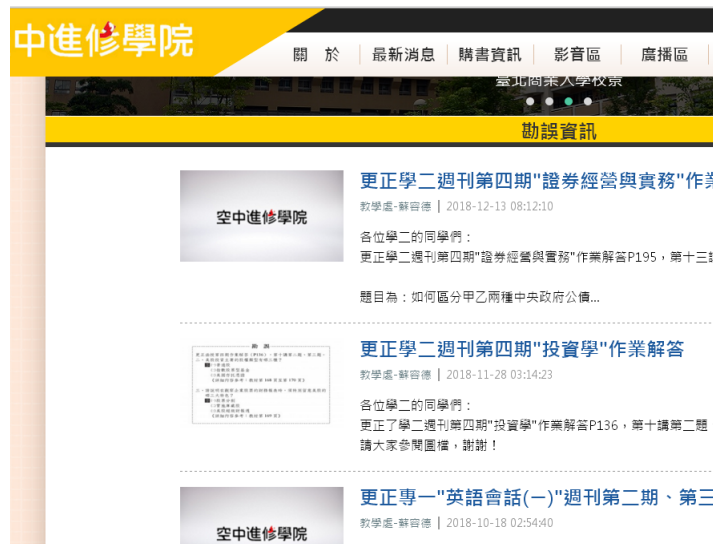 中進修學院
關 於
最新消息
購書資訊
影音區
廣播區
勘誤資訊
空中進修學院
更正學二週刊第四期"證券經營與實務"作
教學處-蘇容德 | 2018-12-13 08:12:10
各位學二的同學們：
更正學二週刊第四期"證券經營與實務"作業解答P195，第十三
題目為：如何區分甲乙兩種中央政府公債...
勘 誤
更正學二週刊第四期"投資學"作業解答
教學處-蘇容德 | 2018-11-28 03:14:23
各位學二的同學們：
更正了學二週刊第四期"投資學"作業解答P136，第十講第二題
請大家參閱圖檔，謝謝！
空中進修學院
更正專一"英語會話(一)"週刊第二期、第三
教學處-蘇容德 | 2018-10-18 02:54:40